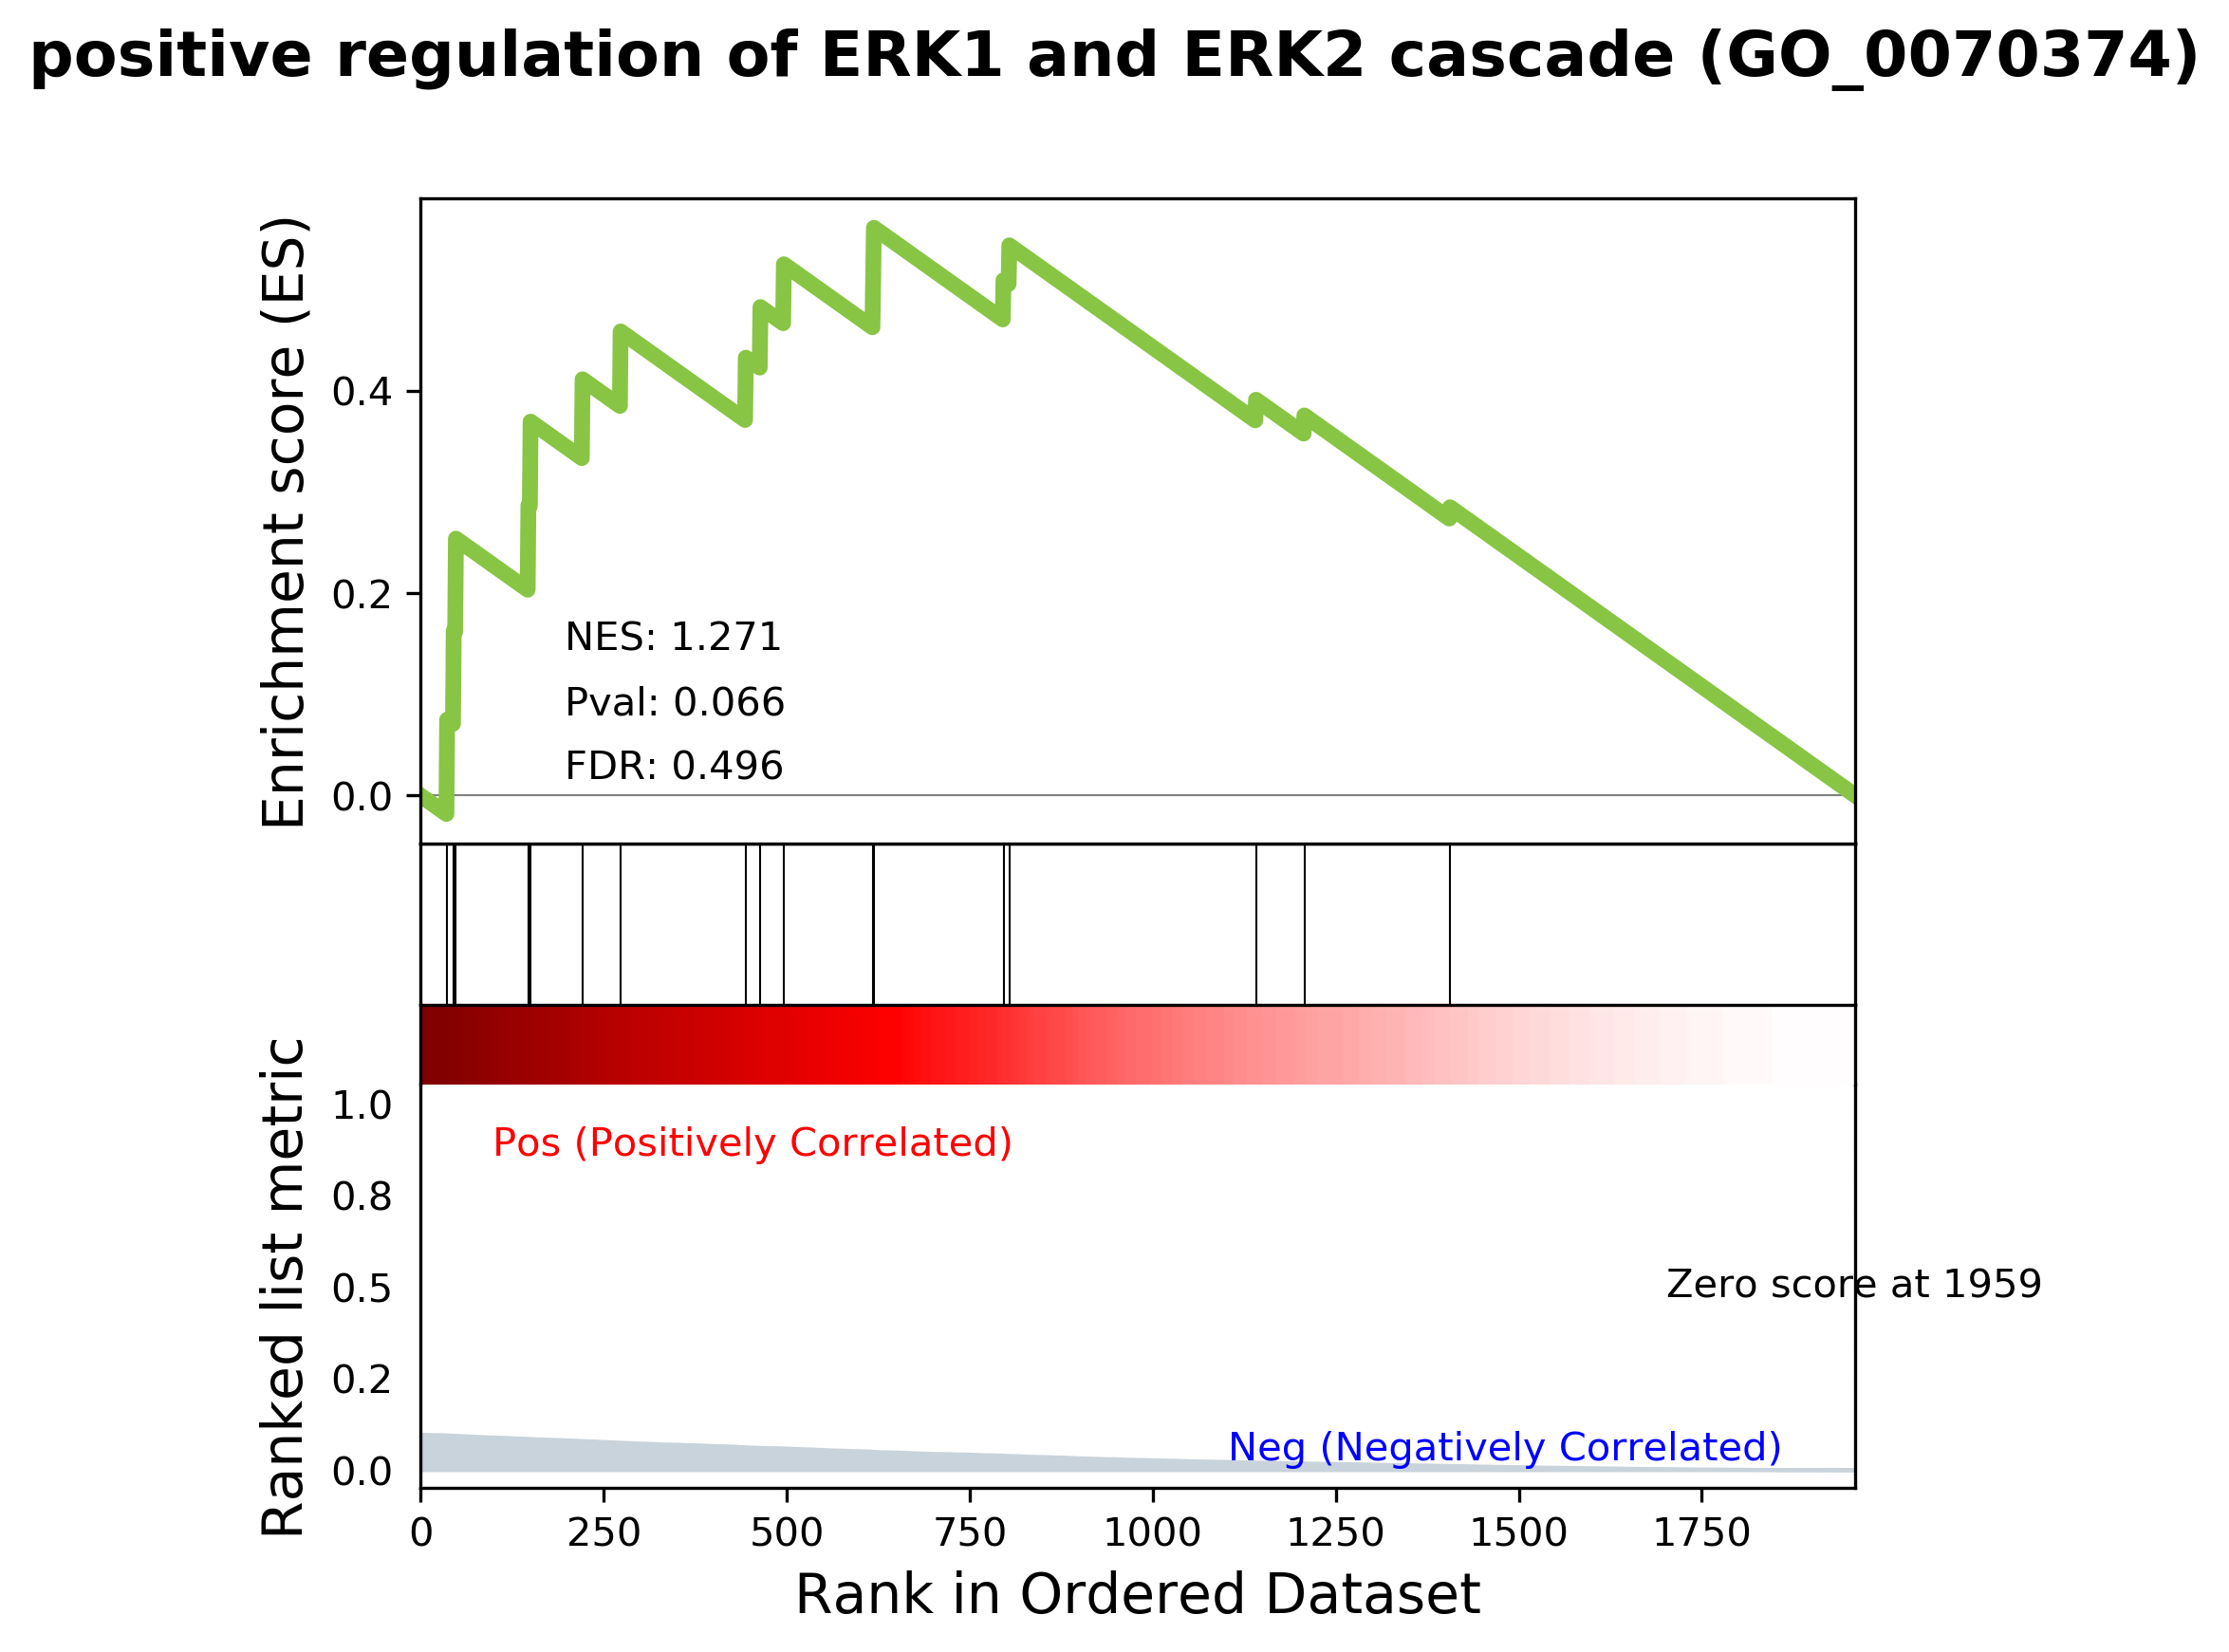 positive regulation of ERK1 and ERK2 cascade (GO_0070374)
Enrichment score (ES)
0.4
0.2
0.0
NES: 1.271
Pval: 0.066
FDR: 0.496
Ranked list metric
1.0
0.8
0.5
0.2
0.0
Pos (Positively Correlated)
Zero score at 1959
Neg (Negatively Correlated)
0 250 500 750 1000 1250 1500 1750
Rank in Ordered Dataset